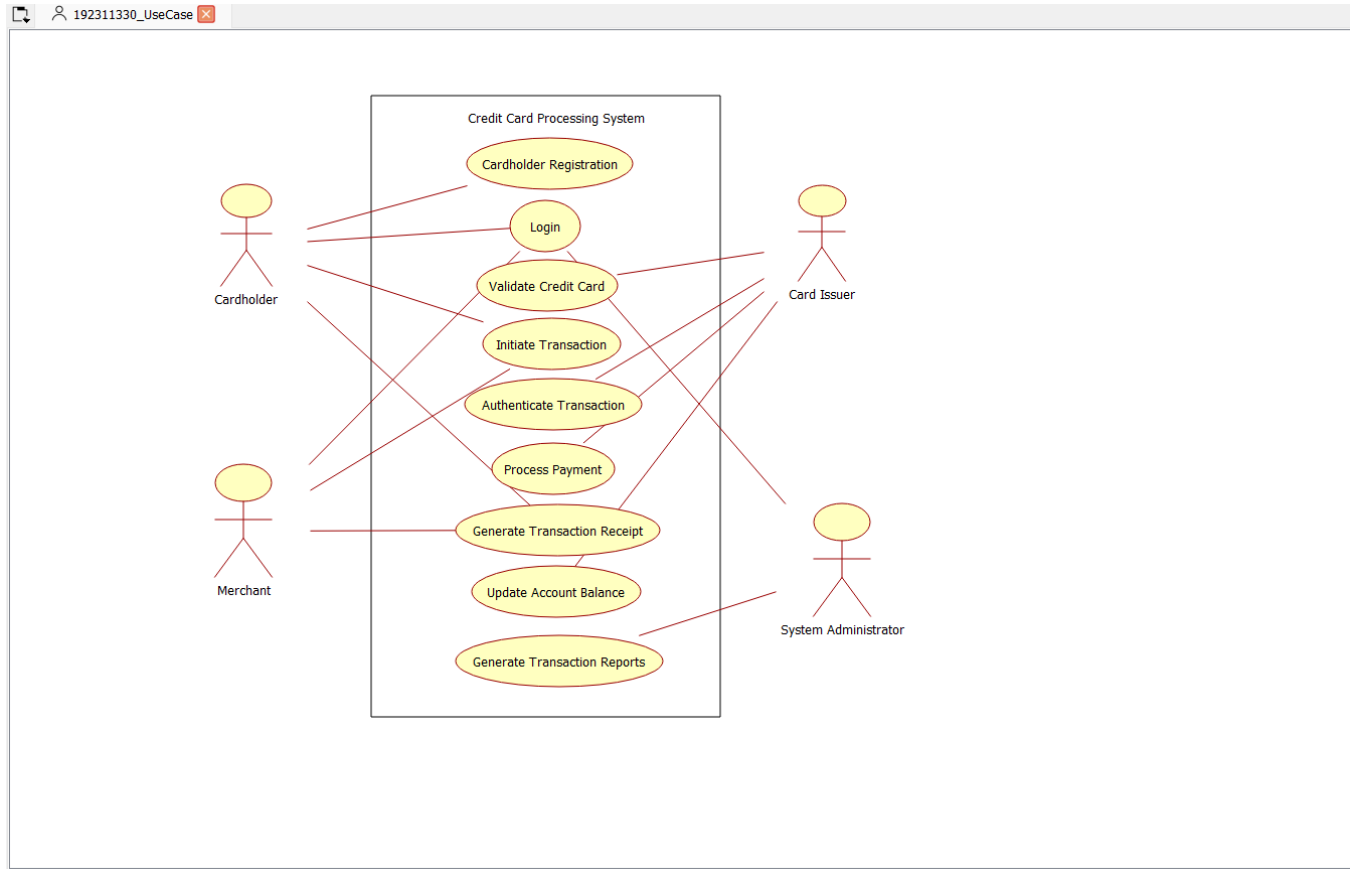 192311330_UseCase
Credit Card Processing System
Cardholder Registration
Login
Validate Credit Card
Cardholder
Card Issuer
Initiate Transaction
Authenticate Transaction
Process Payment
Generate Transaction Receipt
Merchant
Update Account Balance
System Administrator
Generate Transaction Reports